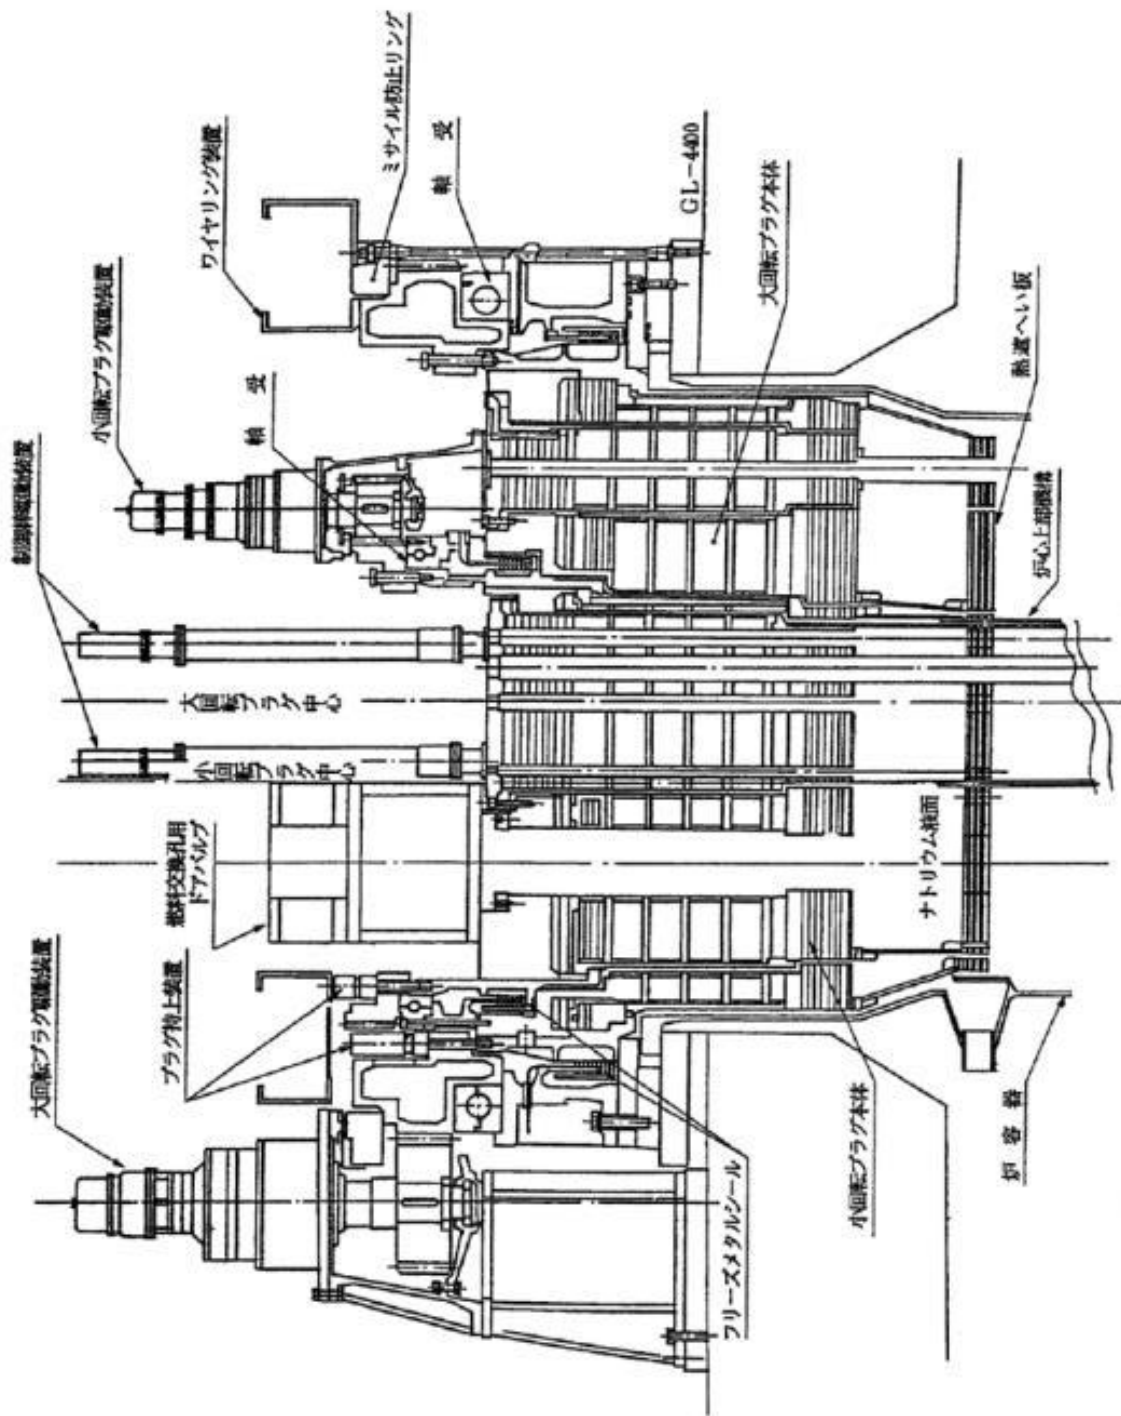 大回転プラグ駆動装置
プラグ持上装置
燃料交換孔用
ドアバルブ
小回転プラグ中心
大回転プラグ中心
制御棒駆動装置
軸 受
小回転プラグ駆動装置
ワイヤリング装置
ミサイル防止リング
軸 受
GL-4400
大回転プラグ本体
熱遮へい板
炉心上部機構
ナトリウム液面
フリーズメタルシール
小回転プラグ本体
炉 容 器